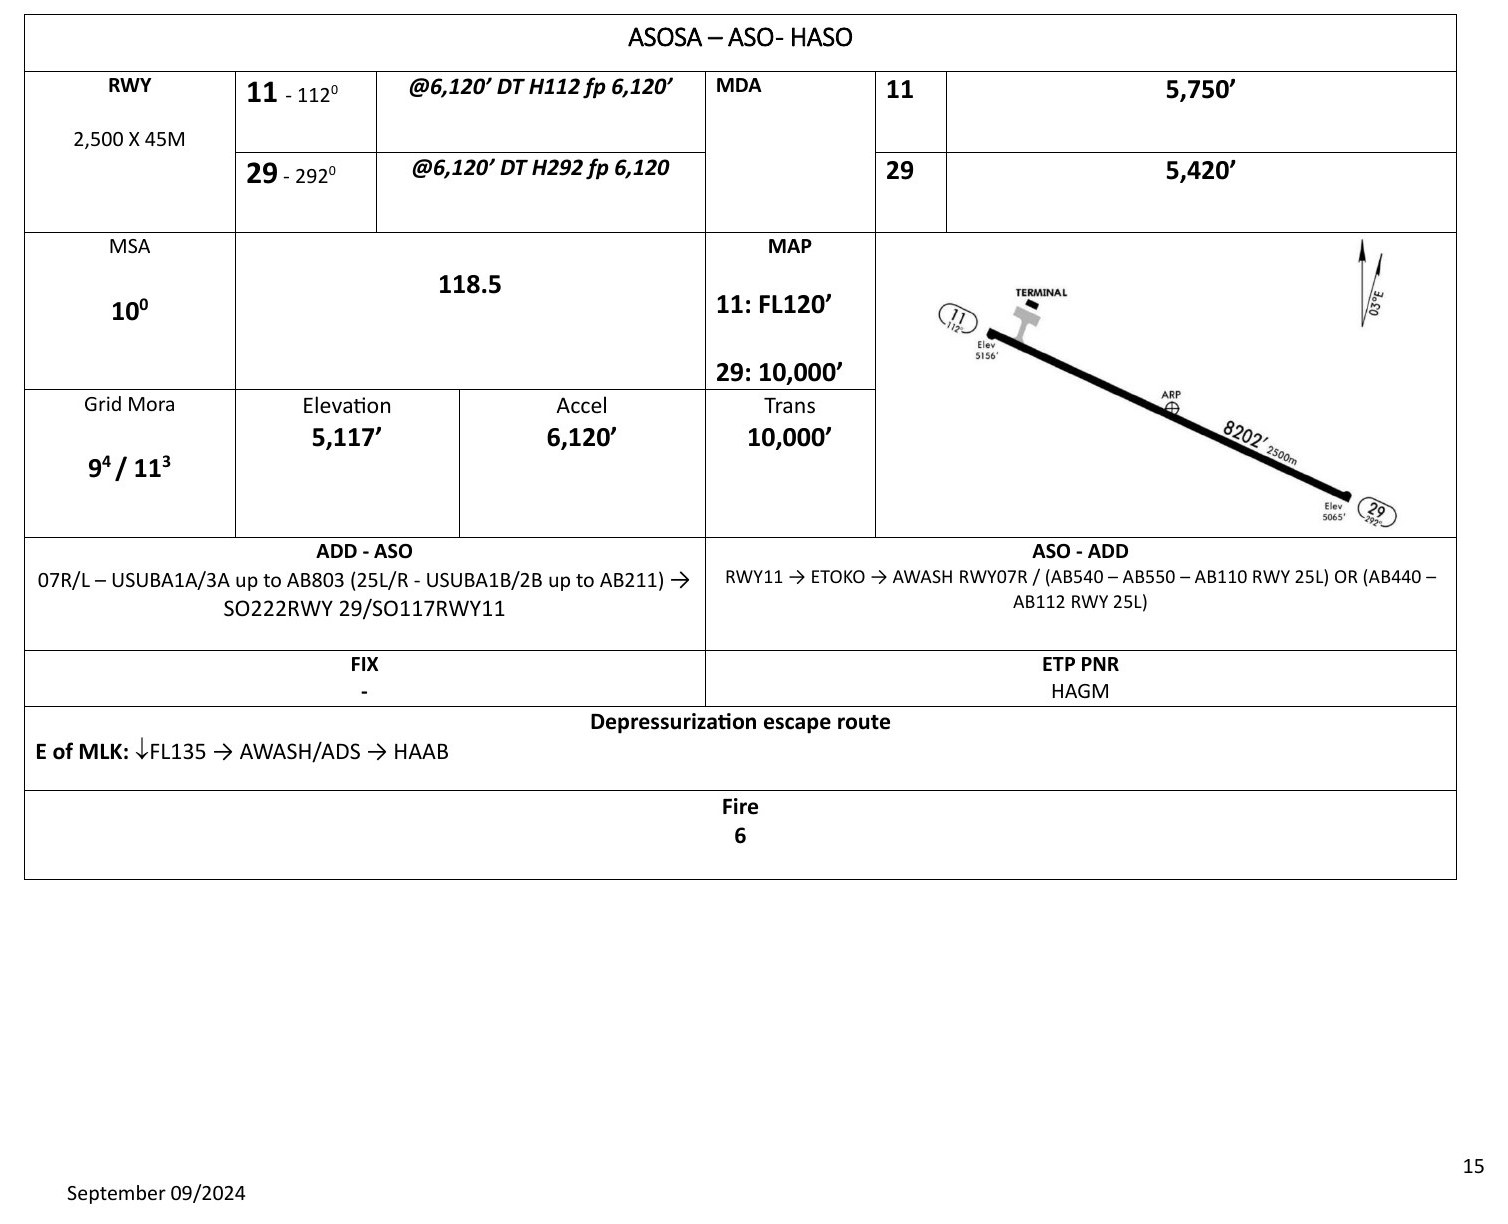 ASOSA – ASO- HASO
RWY
2,500 X 45M
11 - 112⁰
@6,120’ DT H112 fp 6,120’
MDA
11
5,750’
29 - 292⁰
@6,120’ DT H292 fp 6,120
29
5,420’
MSA
10⁰
118.5
MAP
11: FL120’
29: 10,000’
TERMINAL
11
112°
Elev
5156’
ARP
8202’ 2500m
Elev
5065’
29
292°
03°E
Grid Mora
9⁴ / 11³
Elevation
5,117’
Accel
6,120’
Trans
10,000’
ADD - ASO
07R/L – USUBA1A/3A up to AB803 (25L/R - USUBA1B/2B up to AB211) →
SO222RWY 29/SO117RWY11
ASO - ADD
RWY11 → ETOKO → AWASH RWY07R / (AB540 – AB550 – AB110 RWY 25L) OR (AB440 –
AB112 RWY 25L)
FIX
-
ETP PNR
HAGM
Depressurization escape route
E of MLK: ↓FL135 → AWASH/ADS → HAAB
Fire
6
15
September 09/2024